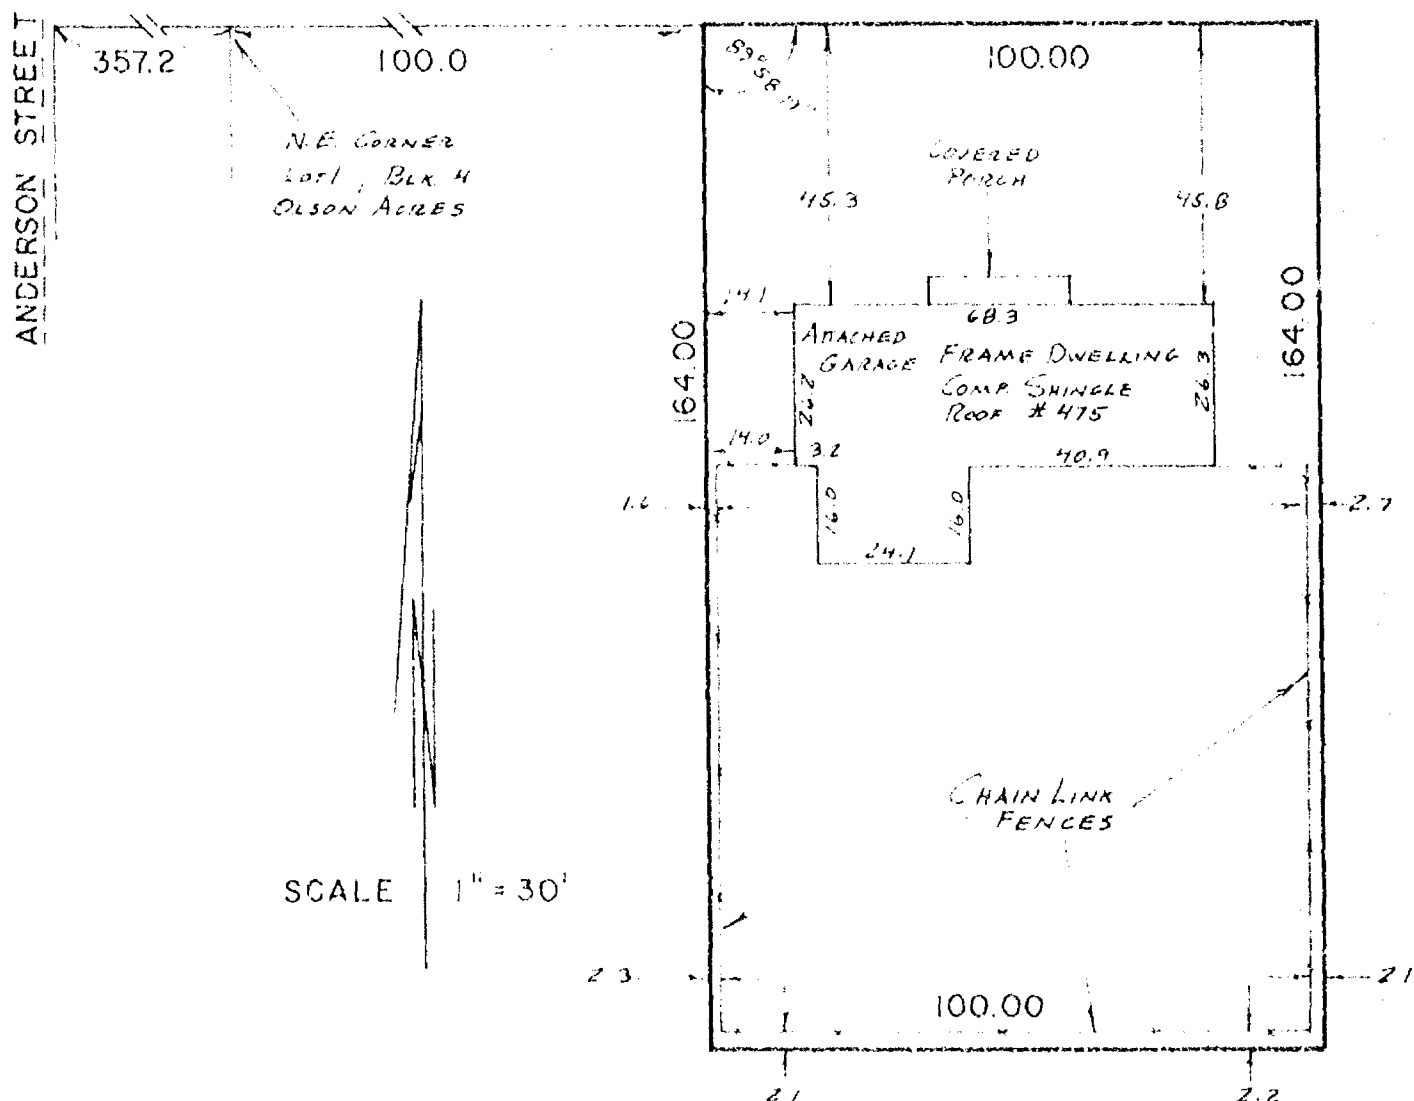 ANDERSON STREET
357.2
100.0
N.E. CORNER
LOT 1, BLK. 4
OLSON ACRES
100.00
COVERED
PORCH
45.3
45.8
14.1
68.3
164.00
164.00
ATTACHED
GARAGE
FRAME DWELLING
COMP. SHINGLE
ROOF # 475
26.2
26.3
14.0
3.2
40.9
16.0
16.0
24.1
1.6
2.7
CHAIN LINK
FENCES
SCALE 1" = 30'
2.3
2.1
100.00
2.1
2.2